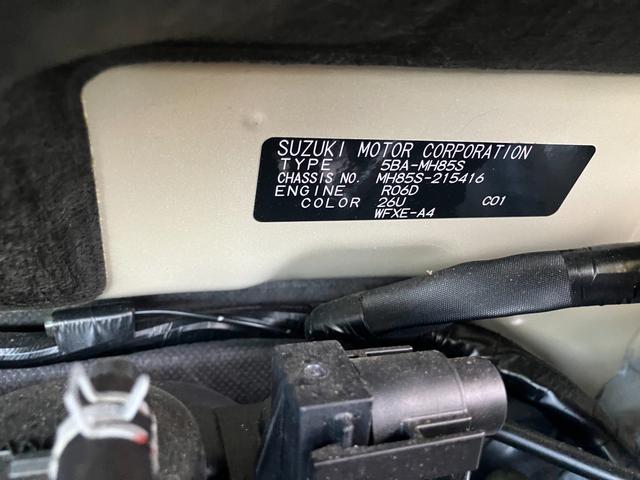 SUZUKI MOTOR CORPORATION
TYPE 5BA-MH85S
CHASSIS NO. MH85S-215416
ENGINE R06D
COLOR 26U C01
WFXE-A4